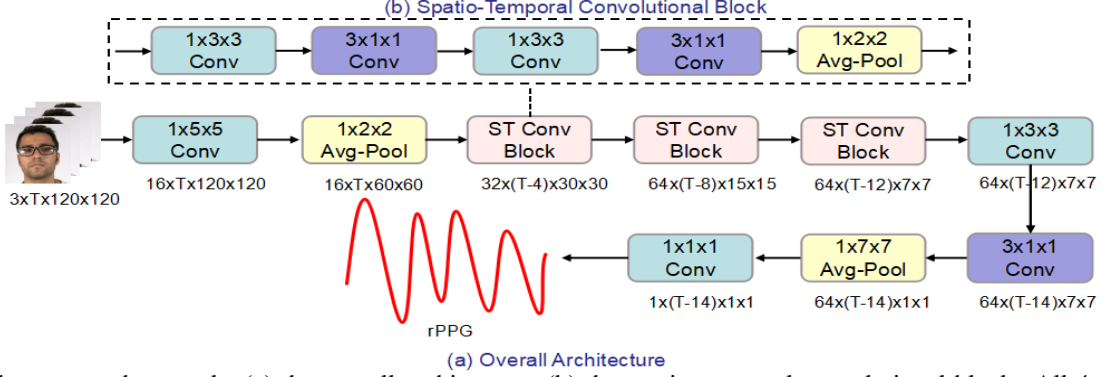 (b) Spatio-Temporal Convolutional Block
1x3x3 Conv
3x1x1 Conv
1x3x3 Conv
3x1x1 Conv
1x2x2 Avg-Pool
1x5x5 Conv
1x2x2 Avg-Pool
ST Conv Block
ST Conv Block
ST Conv Block
1x3x3 Conv
3xTx120x120
16xTx120x120
16xTx60x60
32x(T-4)x30x30
64x(T-8)x15x15
64x(T-12)x7x7
64x(T-12)x7x7
1x1x1 Conv
1x7x7 Avg-Pool
3x1x1 Conv
1x(T-14)x1x1
64x(T-14)x1x1
64x(T-14)x7x7
rPPG
(a) Overall Architecture